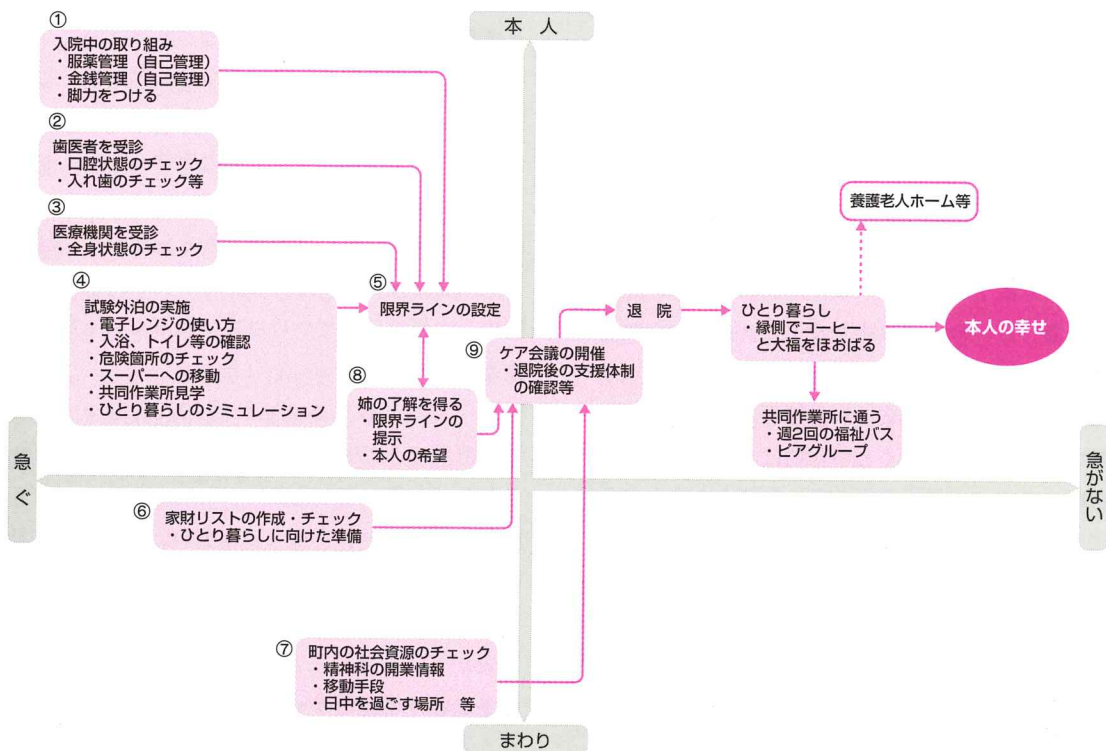 本 人
①
入院中の取り組み
・服薬管理（自己管理）
・金銭管理（自己管理）
・脚力をつける
②
歯医者を受診
・口腔状態のチェック
・入れ歯のチェック等
③
医療機関を受診
・全身状態のチェック
④
試験外泊の実施
・電子レンジの使い方
・入浴、トイレ等の確認
・危険箇所のチェック
・スーパーへの移動
・共同作業所見学
・ひとり暮らしのシミュレーション
⑤
限界ラインの設定
⑧
姉の了解を得る
・限界ラインの
提示
・本人の希望
⑨
ケア会議の開催
・退院後の支援体制
の確認等
退 院
ひとり暮らし
・縁側でコーヒー
と大福をほおばる
養護老人ホーム等
本人の幸せ
共同作業所に通う
・週2回の福祉バス
・ピアグループ
急ぐ
急がない
⑥
家財リストの作成・チェック
・ひとり暮らしに向けた準備
⑦
町内の社会資源のチェック
・精神科の開業情報
・移動手段
・日中を過ごす場所　等
まわり